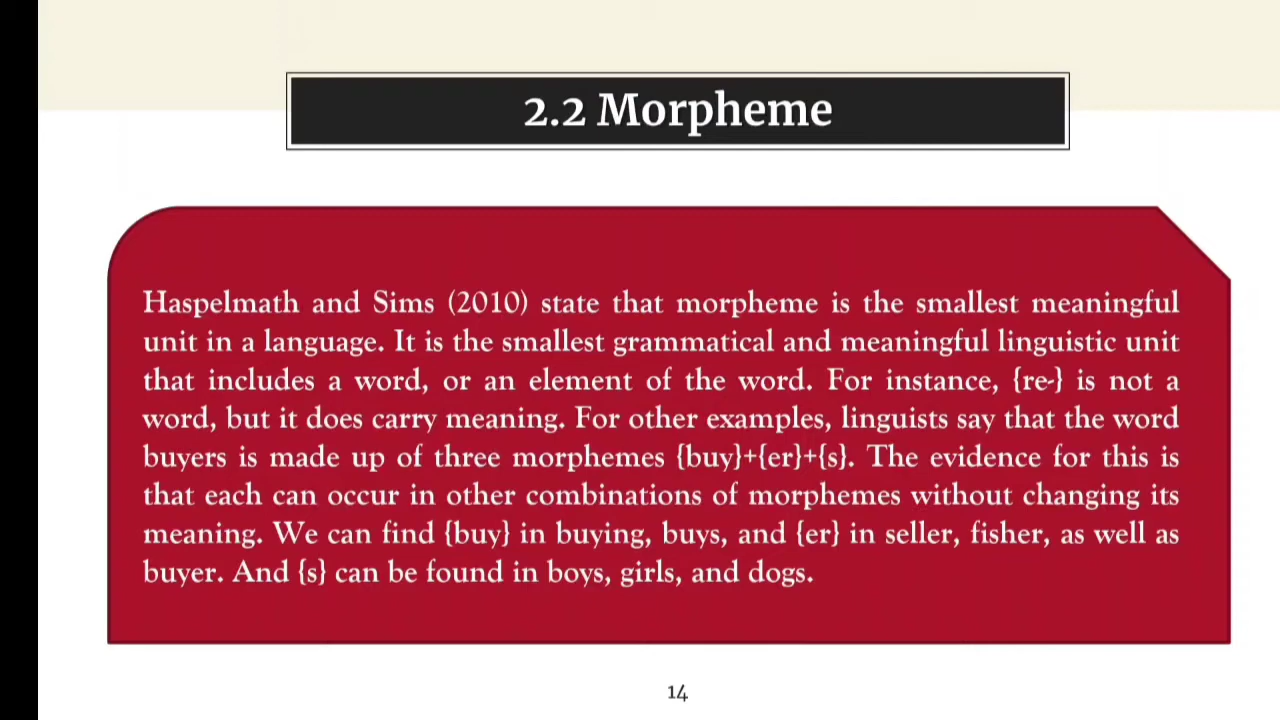 2.2 Morpheme
Haspelmath and Sims (2010) state that morpheme is the smallest meaningful
unit in a language. It is the smallest grammatical and meaningful linguistic unit
that includes a word, or an element of the word. For instance, {re-} is not a
word, but it does carry meaning. For other examples, linguists say that the word
buyers is made up of three morphemes {buy}+{er}+{s}. The evidence for this is
that each can occur in other combinations of morphemes without changing its
meaning. We can find {buy} in buying, buys, and {er} in seller, fisher, as well as
buyer. And {s} can be found in boys, girls, and dogs.
14